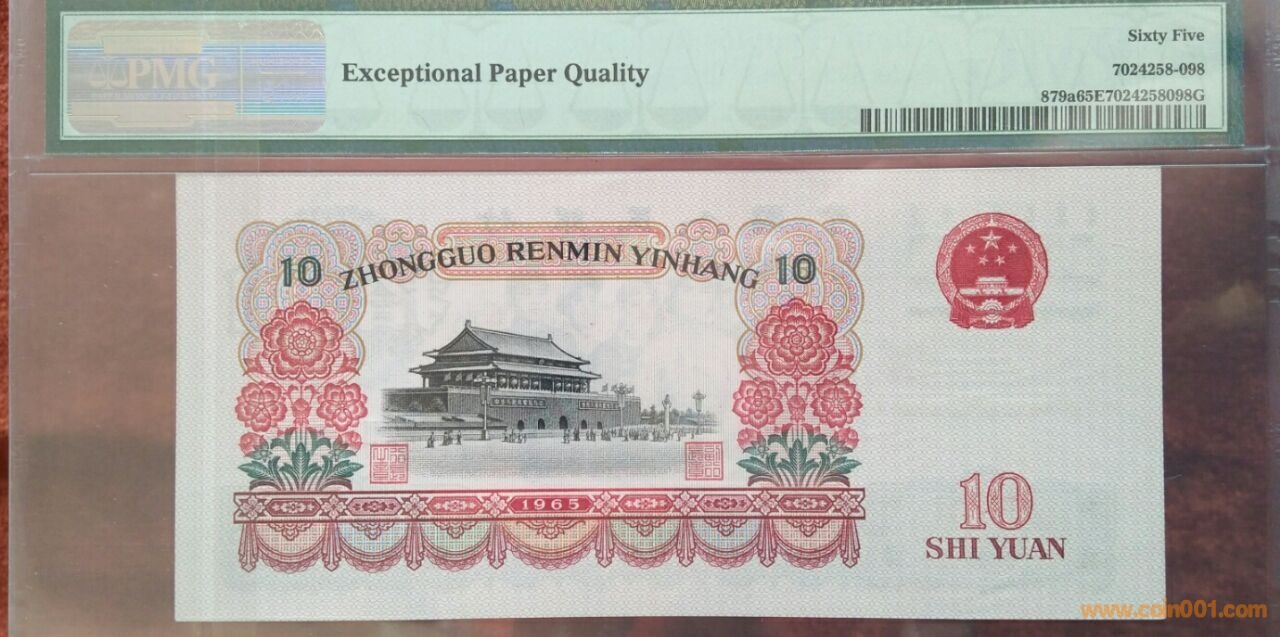 PMG
Sixty Five
Exceptional Paper Quality
7024258-098
879a65E7024258098G
10 ZHONGGUO RENMIN YINHANG 10
1965
10
SHI YUAN
www.coin001.com